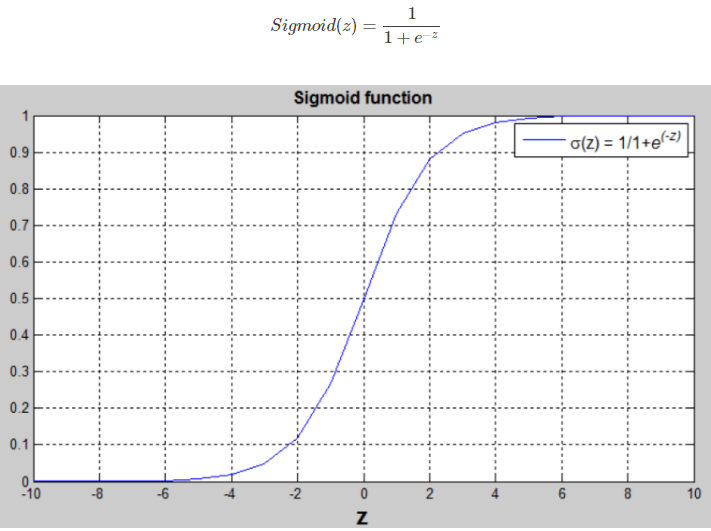 Sigmoid(z) = 1 / 1 + e^-z
Sigmoid function
σ(z) = 1/1+e^(-z)
1
0.9
0.8
0.7
0.6
0.5
0.4
0.3
0.2
0.1
0
-10 -8 -6 -4 -2 0 2 4 6 8 10
z